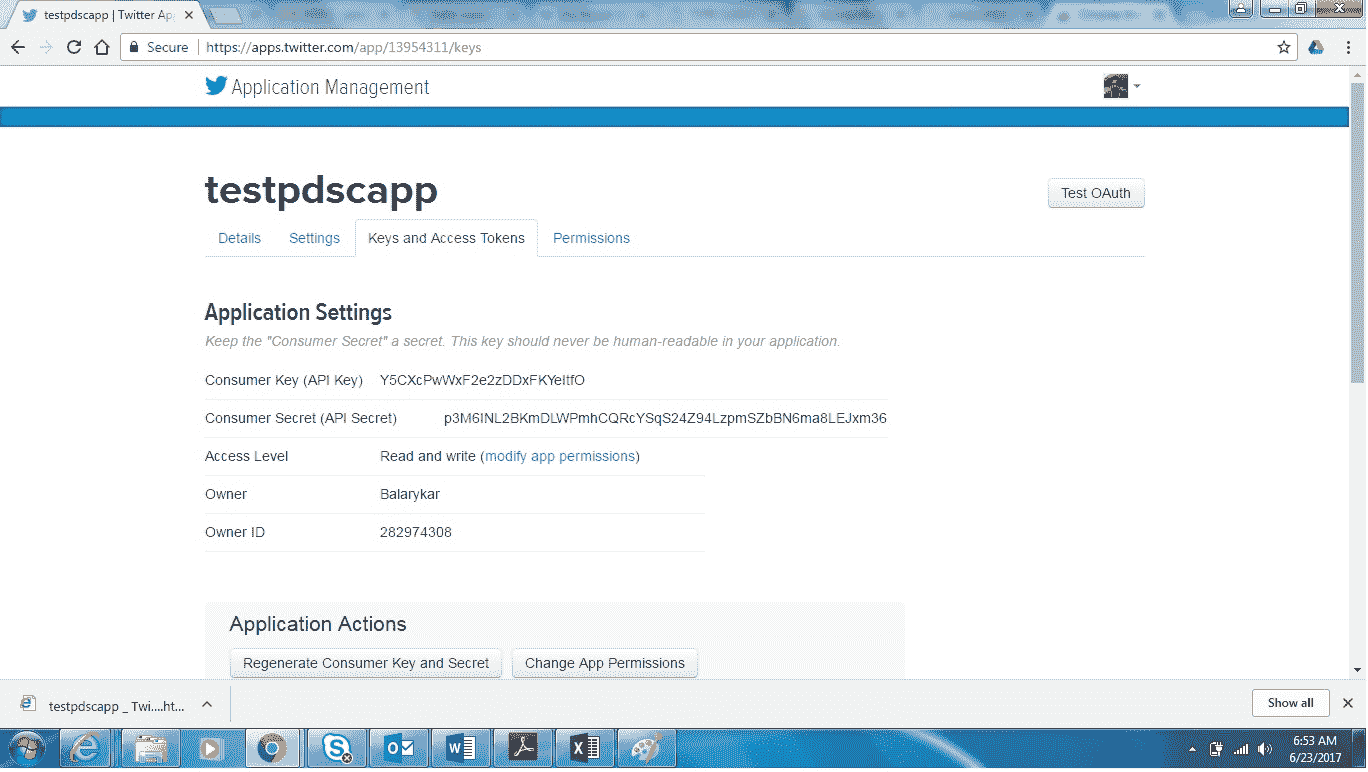 testpdscapp | Twitter Ap
Secure https://apps.twitter.com/app/13954311/keys
Application Management
testpdscapp
Test OAuth
Details Settings Keys and Access Tokens Permissions
Application Settings
Keep the "Consumer Secret" a secret. This key should never be human-readable in your application.
Consumer Key (API Key) Y5CXcPwWxF2e2zDDxFKYeItfO
Consumer Secret (API Secret) p3M6INL2BKmDLWPmhCQRcYSqS24Z94LzpmSZbBN6ma8LEJxm36
Access Level Read and write (modify app permissions)
Owner Balarykar
Owner ID 282974308
Application Actions
Regenerate Consumer Key and Secret Change App Permissions
testpdscapp _ Twi....ht...
Show all
6:53 AM
6/23/2017